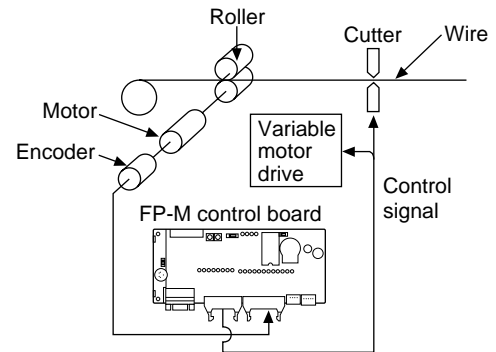 Roller
Cutter
Wire
Motor
Encoder
Variable
motor
drive
Control
signal
FP-M control board